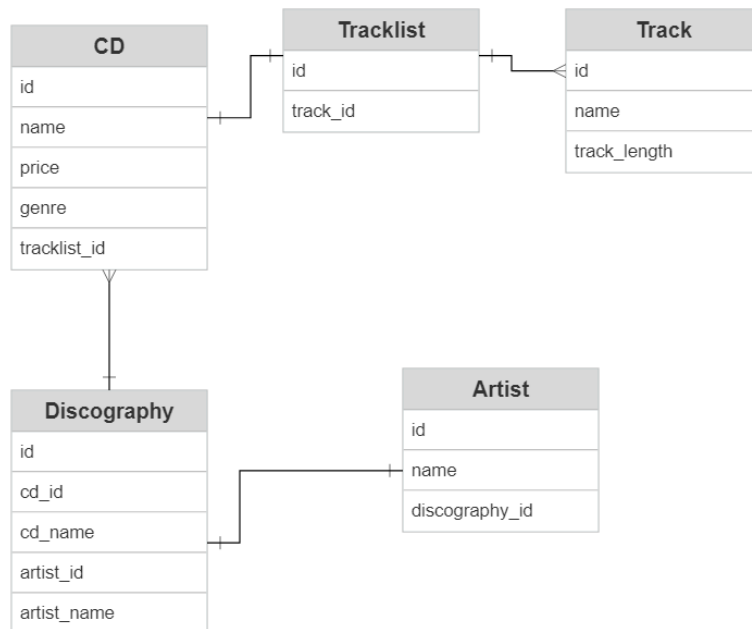 CD
id
name
price
genre
tracklist_id
Tracklist
id
track_id
Track
id
name
track_length
Discography
id
cd_id
cd_name
artist_id
artist_name
Artist
id
name
discography_id